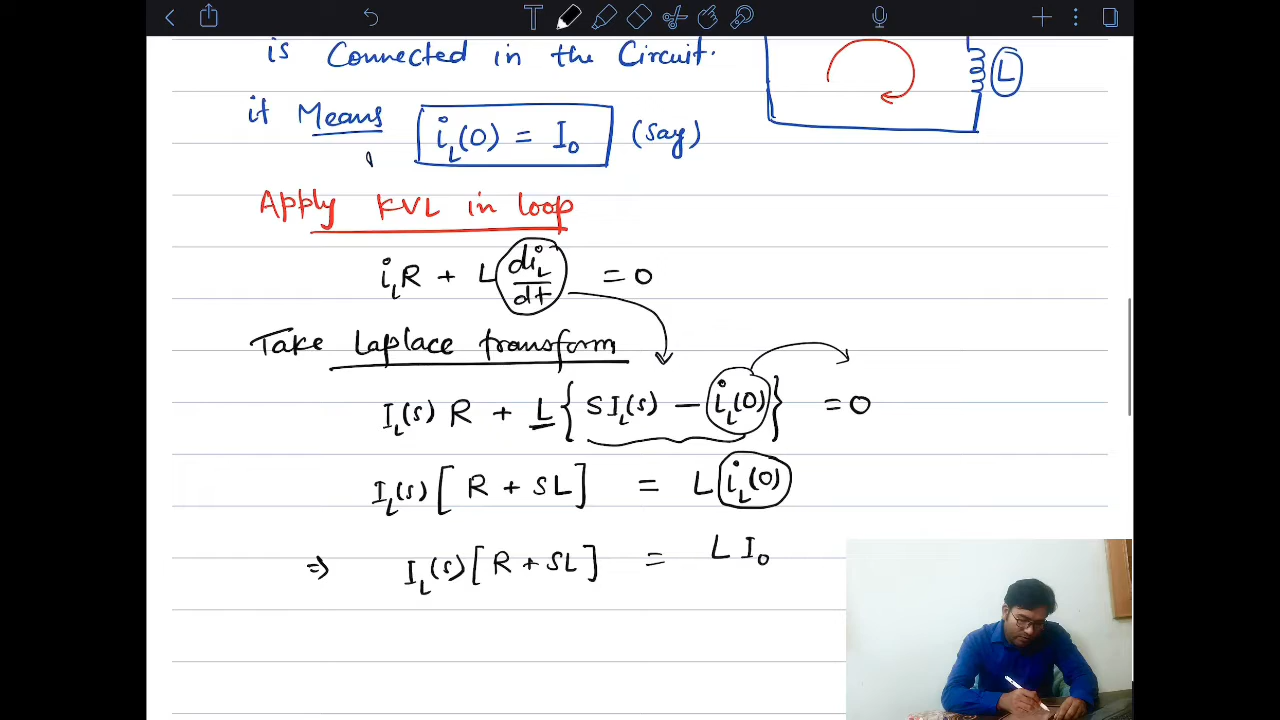 is Connected in the Circuit.
L
it Means i_L(0) = I_0 (Say)
Apply KVL in loop
i_L R + L di_L/dt = 0
Take Laplace transform
I_L(s) R + L { S I_L(s) − i_L(0) } = 0
I_L(s) [ R + SL ] = L i_L(0)
⇒ I_L(s) [ R + SL ] = L I_0